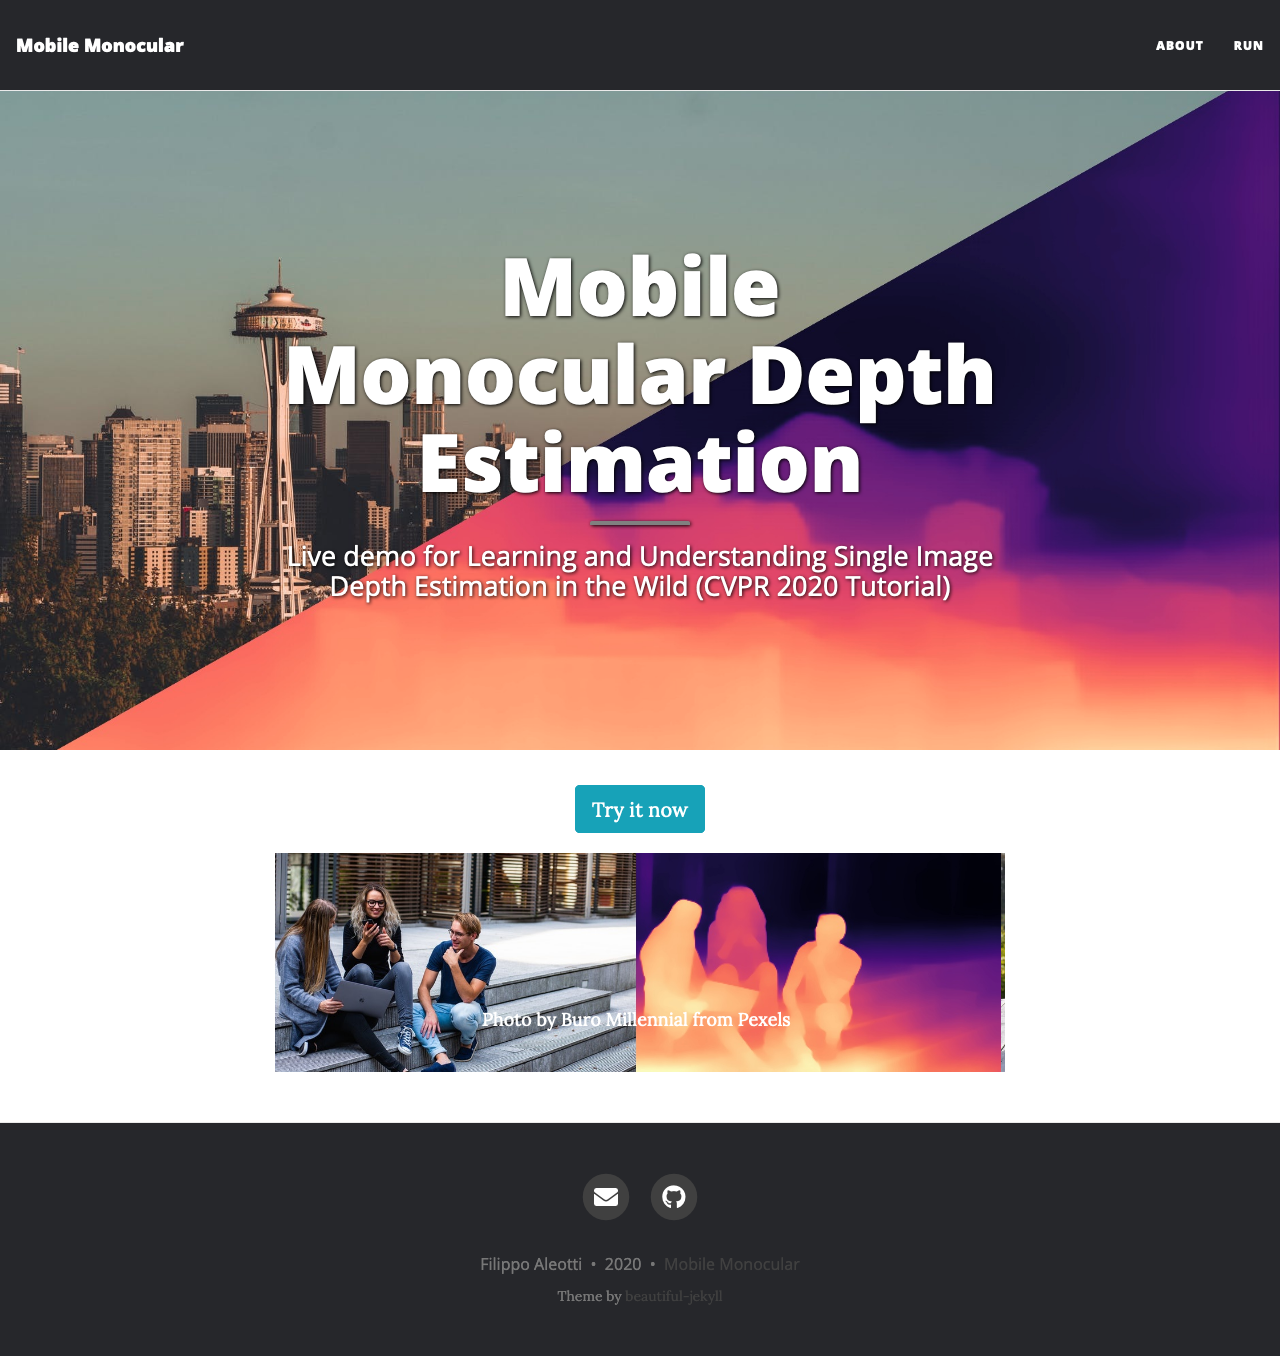 Mobile Monocular
ABOUT RUN
Mobile
Monocular Depth
Estimation
Live demo for Learning and Understanding Single Image
Depth Estimation in the Wild (CVPR 2020 Tutorial)
Try it now
Photo by Buro Millennial from Pexels
Filippo Aleotti • 2020 • Mobile Monocular
Theme by beautiful-jekyll